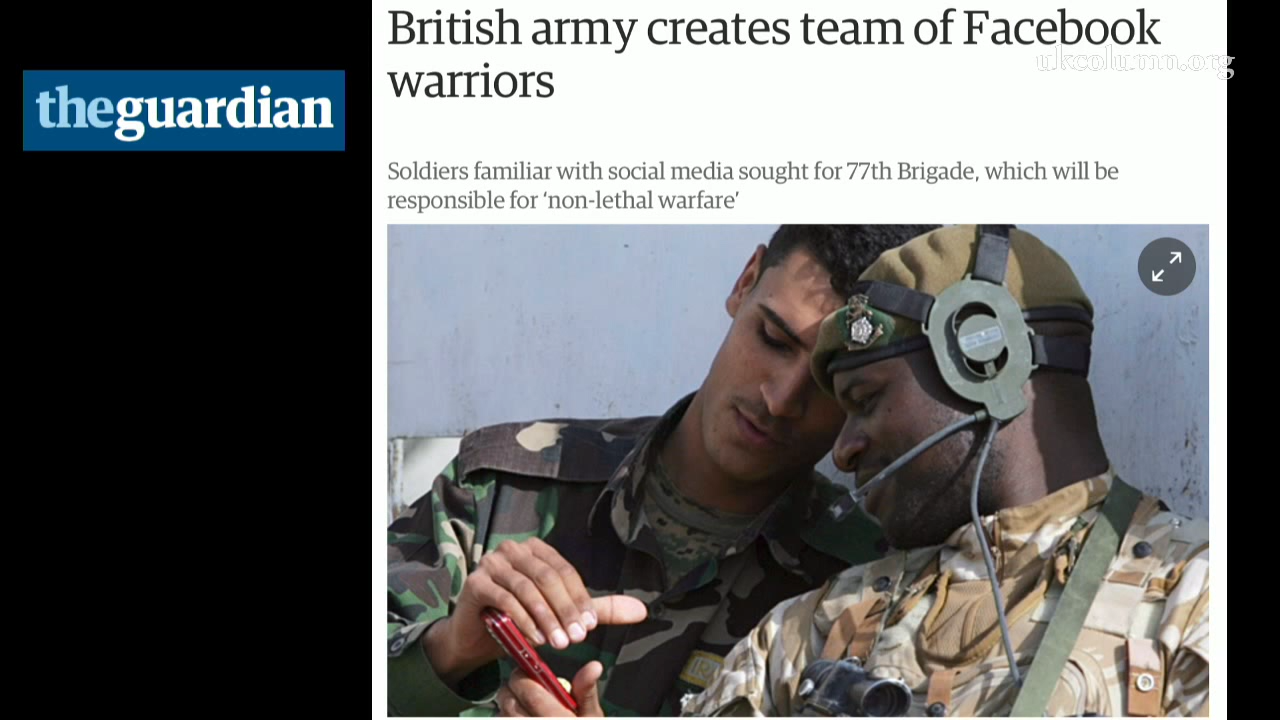 British army creates team of Facebook
warriors
ukcolumn.org
theguardian
Soldiers familiar with social media sought for 77th Brigade, which will be
responsible for ‘non-lethal warfare’